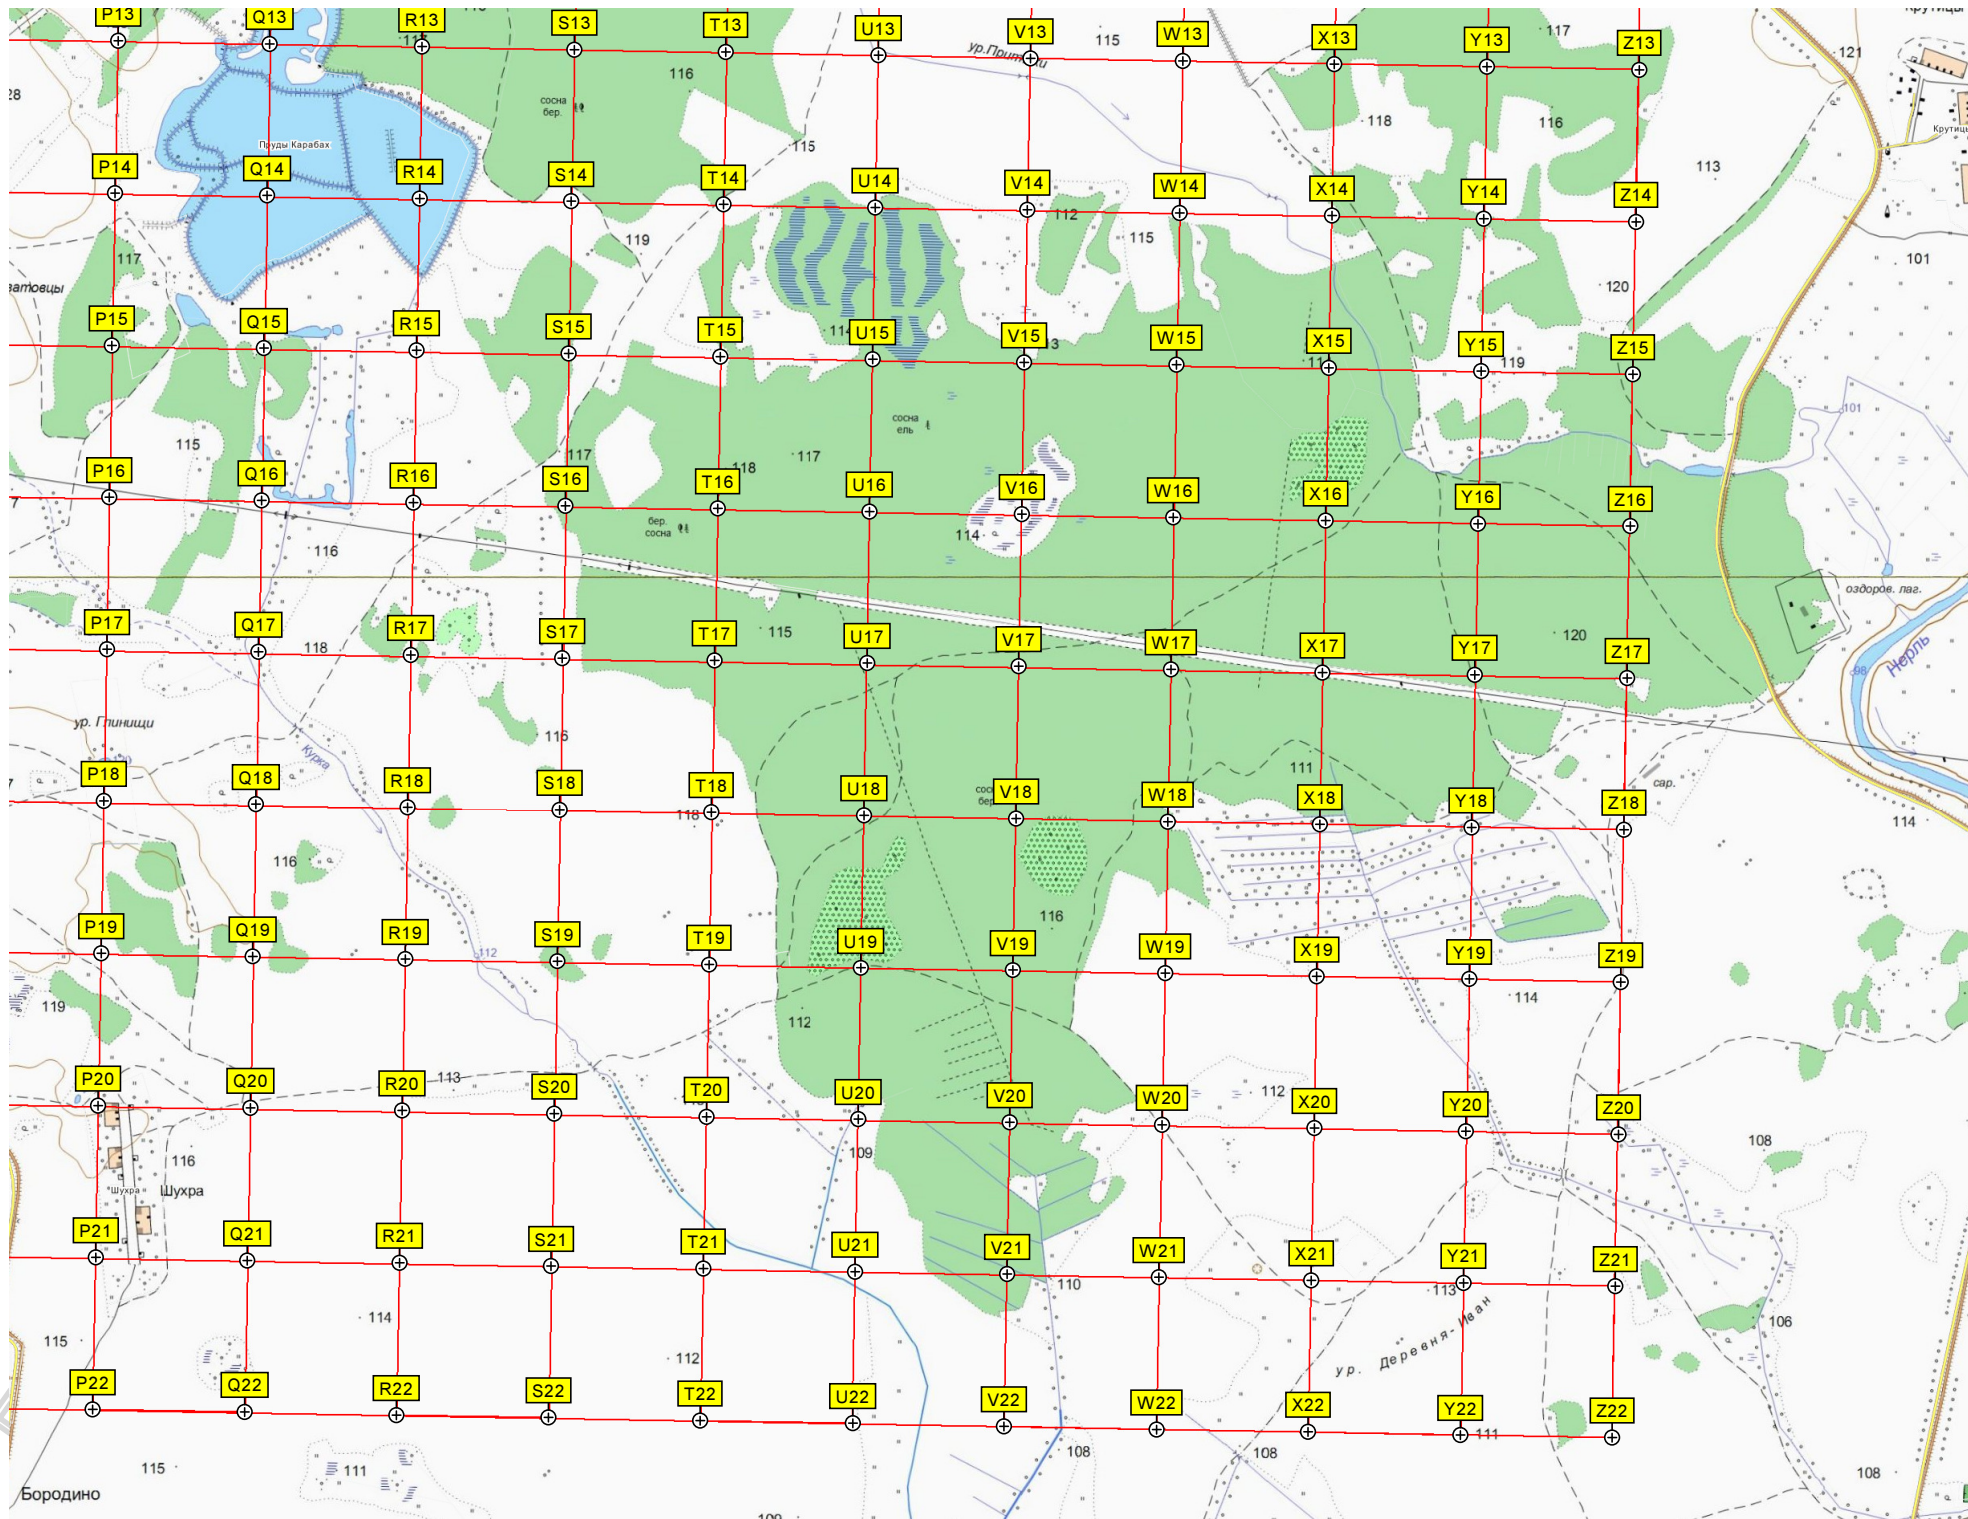 P13 Q13 R13 S13 T13 U13 V13 W13 X13 Y13 Z13
117 121
115
116
28
сосна
бер.
118 116
Пруды Карабах
Крутицы
115 113
P14 Q14 R14 S14 T14 U14 V14 W14 X14 Y14 Z14
112
119 115
117 101
120
P15 Q15 R15 S15 T15 U15 V15 W15 X15 Y15 Z15
119
101
сосна
ель
115
117 118 117
P16 Q16 R16 S16 T16 U16 V16 W16 X16 Y16 Z16
7
бер.
сосна
116 114
оздоров. лаг.
P17 Q17 R17 S17 T17 U17 V17 W17 X17 Y17 Z17
118 115 120
Нерль
98
ур. Глинищи
116
Курка
111
P18 Q18 R18 S18 T18 U18 V18 W18 X18 Y18 Z18
7
сар.
118 114
116
116
P19 Q19 R19 S19 T19 U19 V19 W19 X19 Y19 Z19
112
119 112 114
P20 Q20 R20 S20 T20 U20 V20 W20 X20 Y20 Z20
113 112
109 108
116
Шухра Шухра
P21 Q21 R21 S21 T21 U21 V21 W21 X21 Y21 Z21
110 113
114 106
115
112
ур. Деревня-Иван
P22 Q22 R22 S22 T22 U22 V22 W22 X22 Y22 Z22
111
108 108
115 111 108
Бородино
109